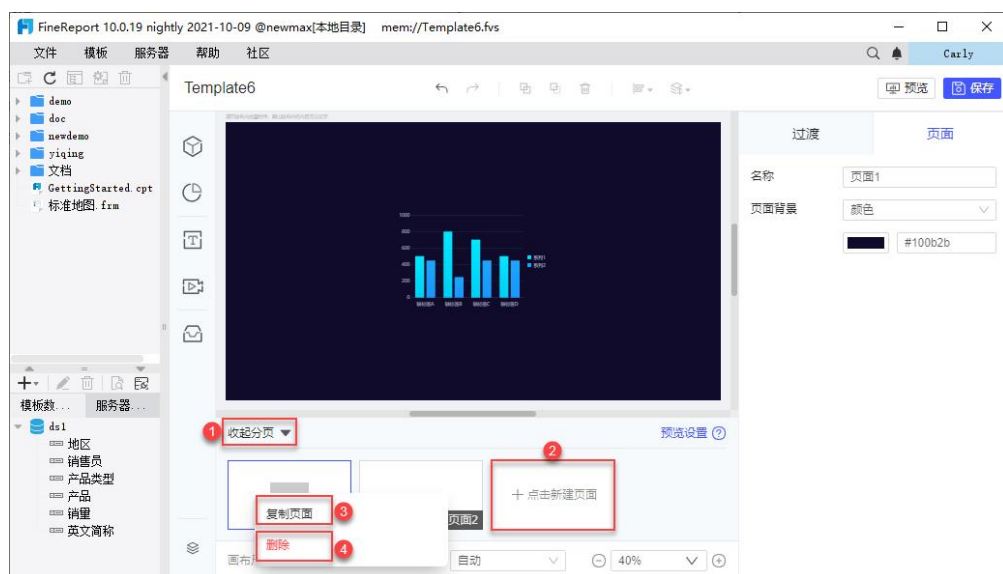 FineReport 10.0.19 nightly 2021-10-09 @newmax[本地目录] mem://Template6.fvs
文件 模板 服务器 帮助 社区 Carly
Template6 预览 保存
demo
doc
newdemo
yiqing
文档
GettingStarted.cpt
标准地图.frm
过渡 页面
名称 页面1
页面背景 颜色
#100b2b
1000
800
600
400
200
0
模板数... 服务器...
ds1
地区
销售员
产品类型
产品
销量
英文简称
1 收起分页 预览设置
2
+ 点击新建页面
复制页面 3
页面2
删除 4
自动 40%